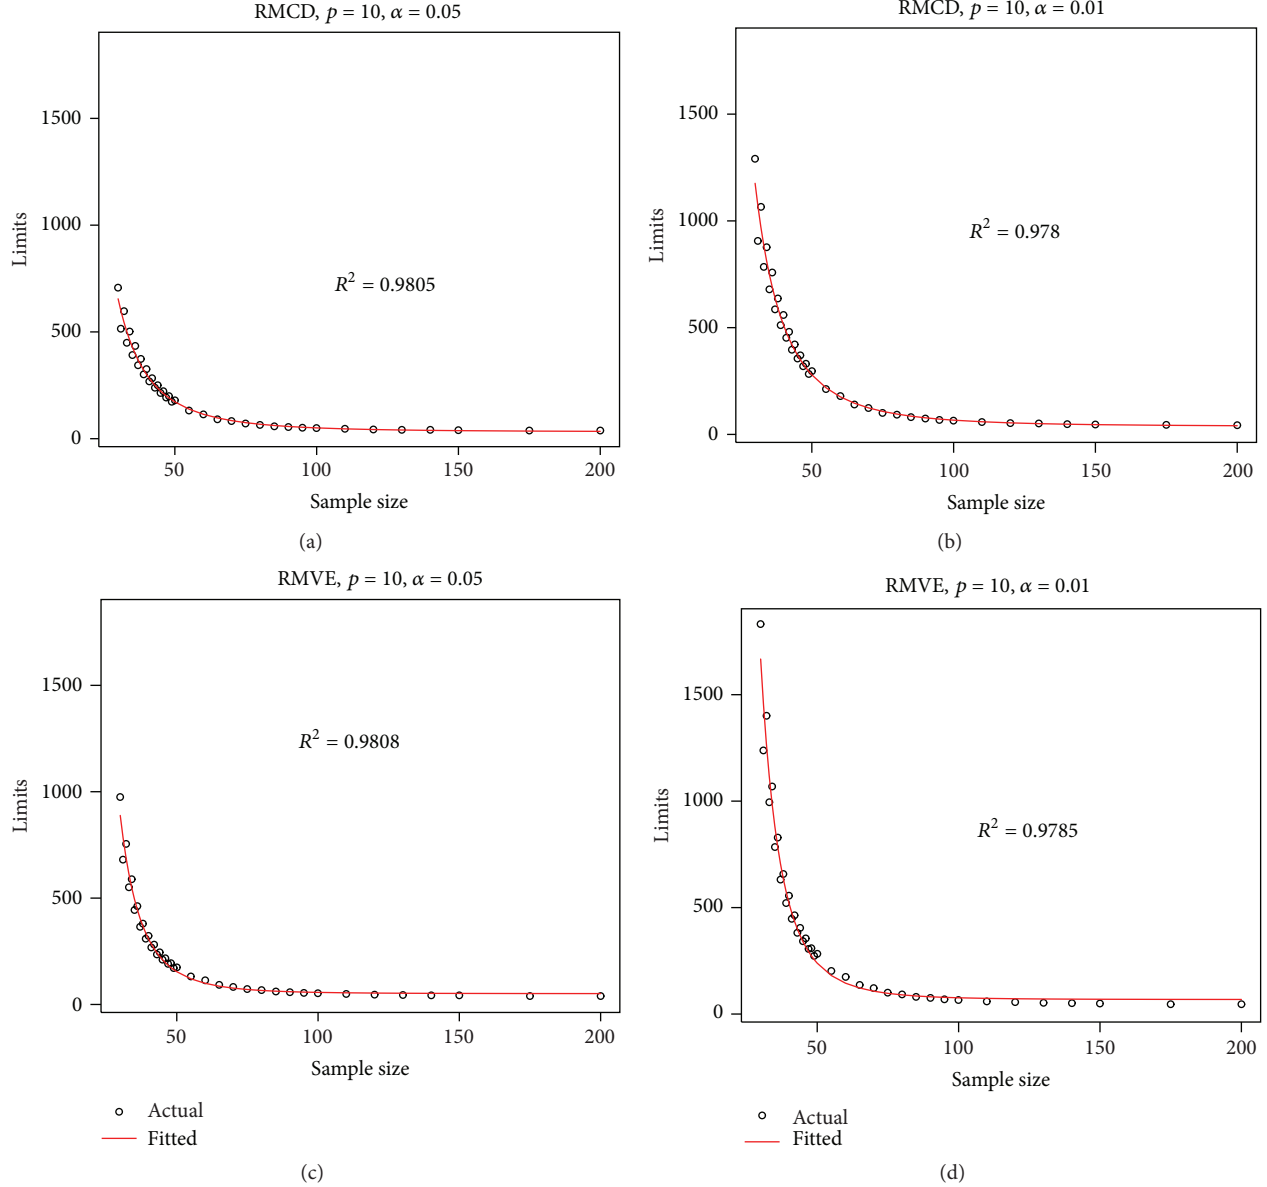 RMCD, p = 10, α = 0.05
1500
1000
500
0
Limits
R² = 0.9805
50 100 150 200
Sample size
(a)
RMCD, p = 10, α = 0.01
1500
1000
500
0
Limits
R² = 0.978
50 100 150 200
Sample size
(b)
RMVE, p = 10, α = 0.05
1500
1000
500
0
Limits
R² = 0.9808
50 100 150 200
Sample size
Actual
Fitted
(c)
RMVE, p = 10, α = 0.01
1500
1000
500
0
Limits
R² = 0.9785
50 100 150 200
Sample size
Actual
Fitted
(d)